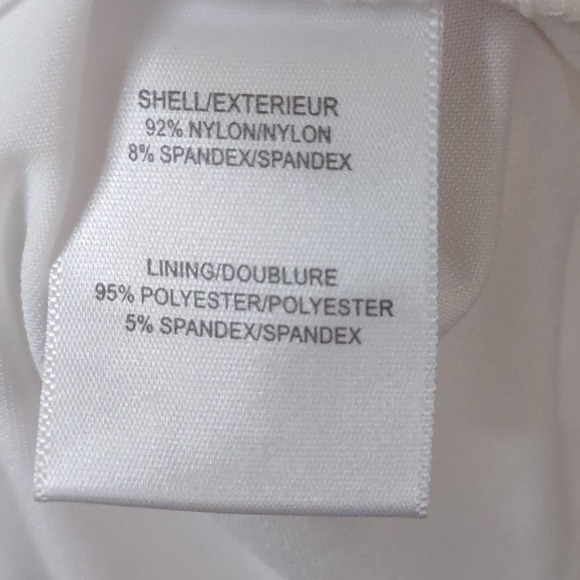 SHELL/EXTERIEUR
92% NYLON/NYLON
8% SPANDEX/SPANDEX
LINING/DOUBLURE
95% POLYESTER/POLYESTER
5% SPANDEX/SPANDEX